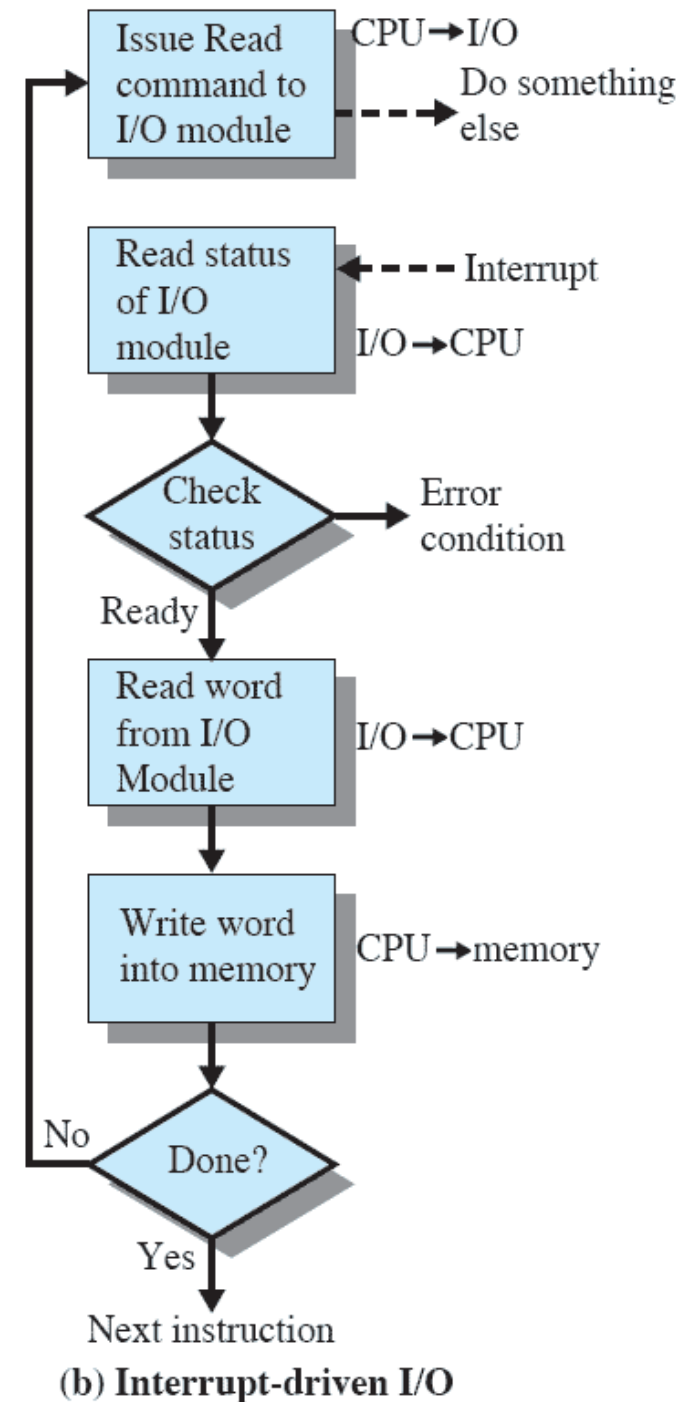 Issue Read
command to
I/O module
CPU→I/O
Do something
else
Read status
of I/O
module
Interrupt
I/O→CPU
Check
status
Error
condition
Ready
Read word
from I/O
Module
I/O→CPU
Write word
into memory
CPU→memory
No
Done?
Yes
Next instruction
(b) Interrupt-driven I/O